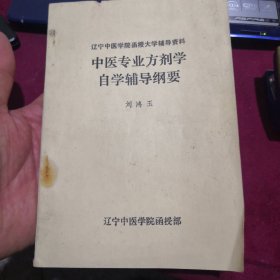 辽宁中医学院函授大学辅导资料
中医专业方剂学
自学辅导纲要
刘鸿玉
辽宁中医学院函授部